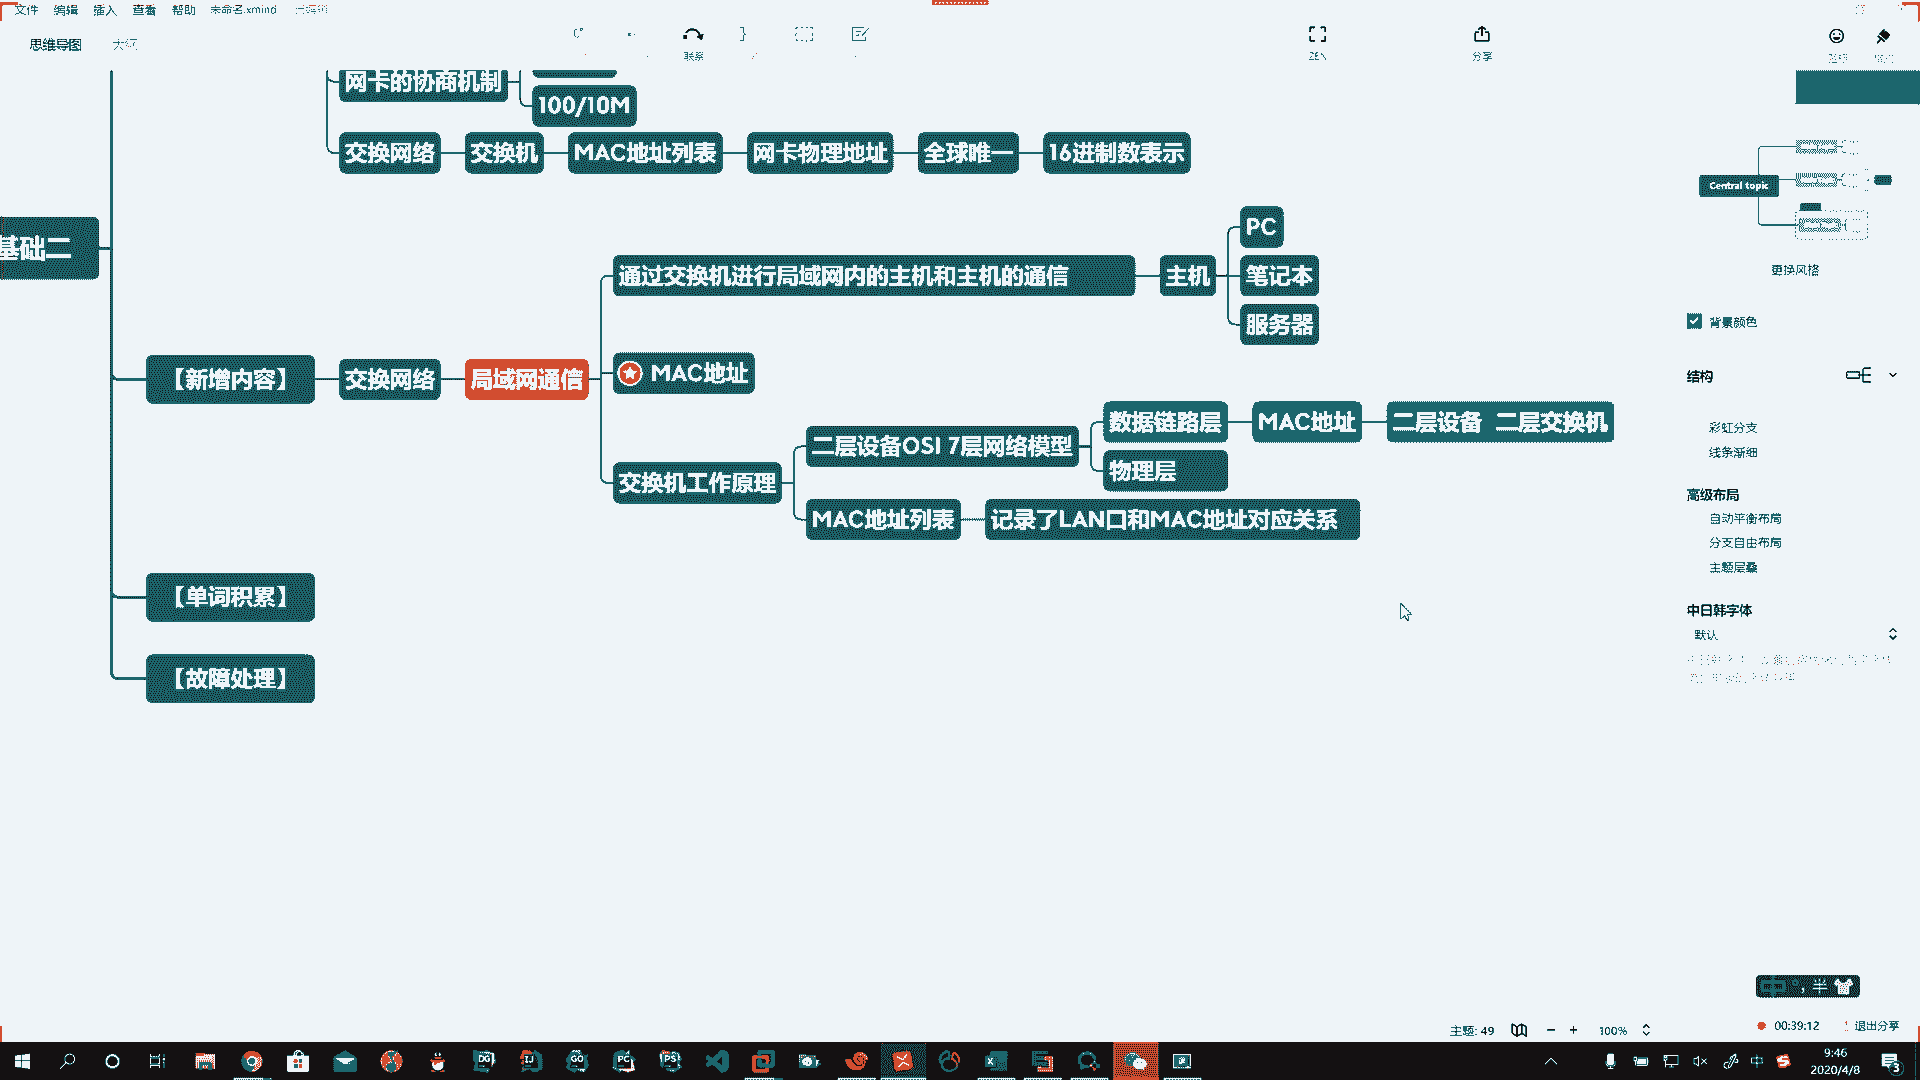 文件 编辑 插入 查看 帮助 未命名.xmind
思维导图
联系
ZEN
分享
网卡的协商机制
100/10M
交换网络 交换机 MAC地址列表 网卡物理地址 全球唯一 16进制数表示
Central topic
PC
基础二
通过交换机进行局域网内的主机和主机的通信 主机 笔记本
更换风格
服务器
背景颜色
【新增内容】 交换网络 局域网通信 MAC地址
结构
数据链路层 MAC地址 二层设备 二层交换机
彩虹分支
二层设备OSI 7层网络模型
线条渐细
物理层
交换机工作原理
高级布局
MAC地址列表 记录了LAN口和MAC地址对应关系
自动平衡布局
分支自由布局
主题层叠
【单词积累】
中日韩字体
默认
【故障处理】
半
主题: 49
100%
00:39:12 退出分享
DG IJ GO PC PS
中
9:46
2020/4/8
3